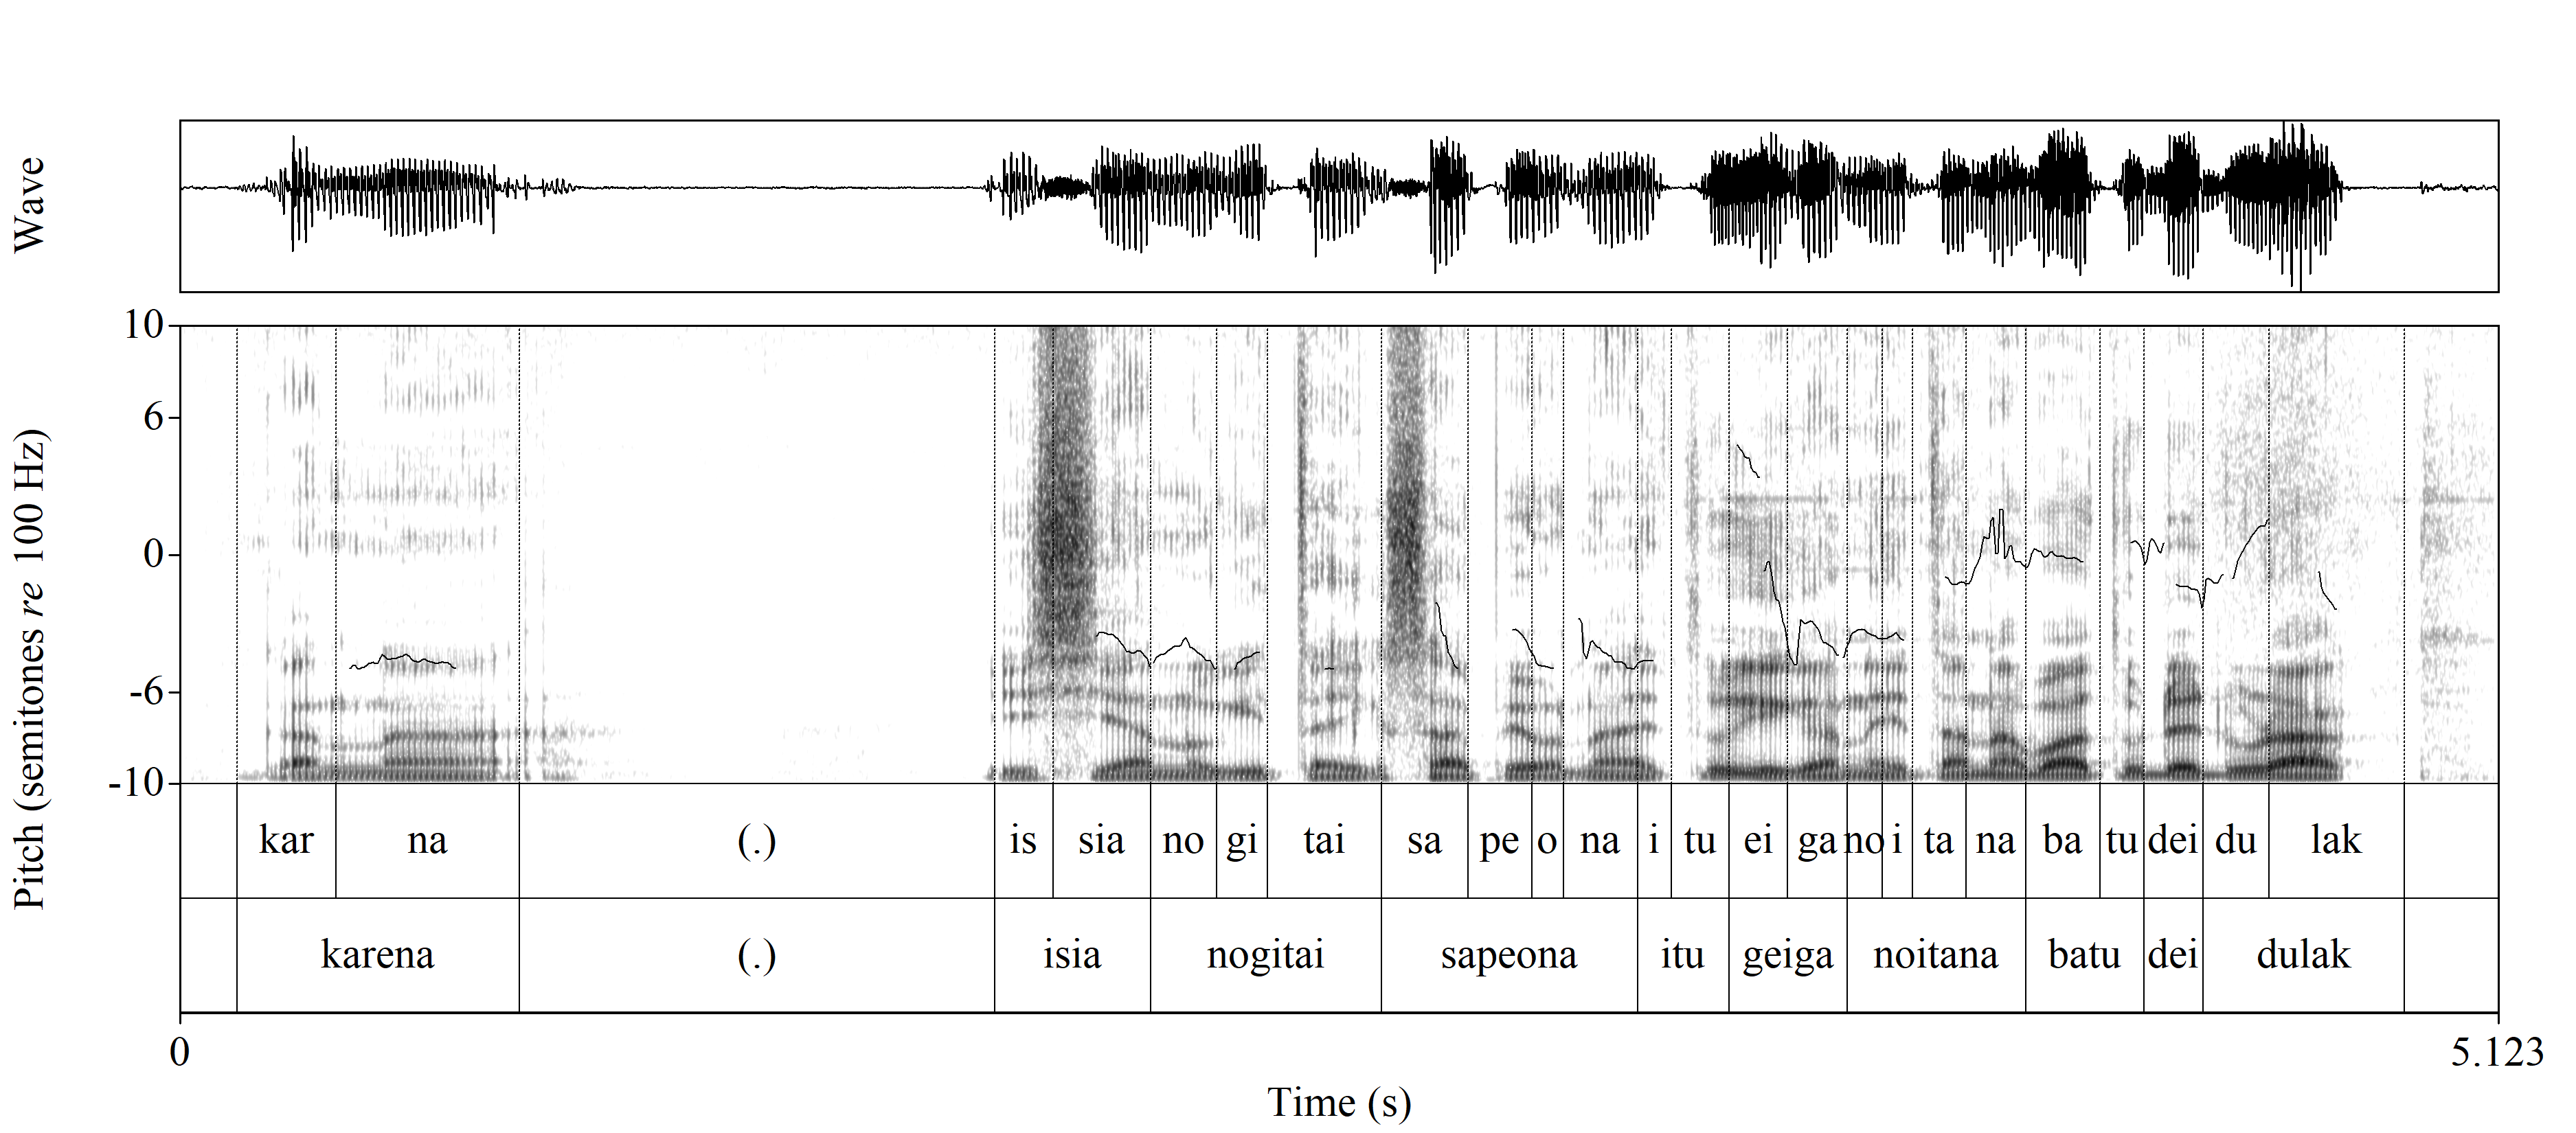 Wave
10
6
0
-6
-10
Pitch (semitones re 100 Hz)
kar na (.) is sia no gi tai sa pe o na i tu ei ga no i ta na ba tu dei du lak
karena (.) isia nogitai sapeona itu geiga noitana batu dei dulak
0 5.123
Time (s)